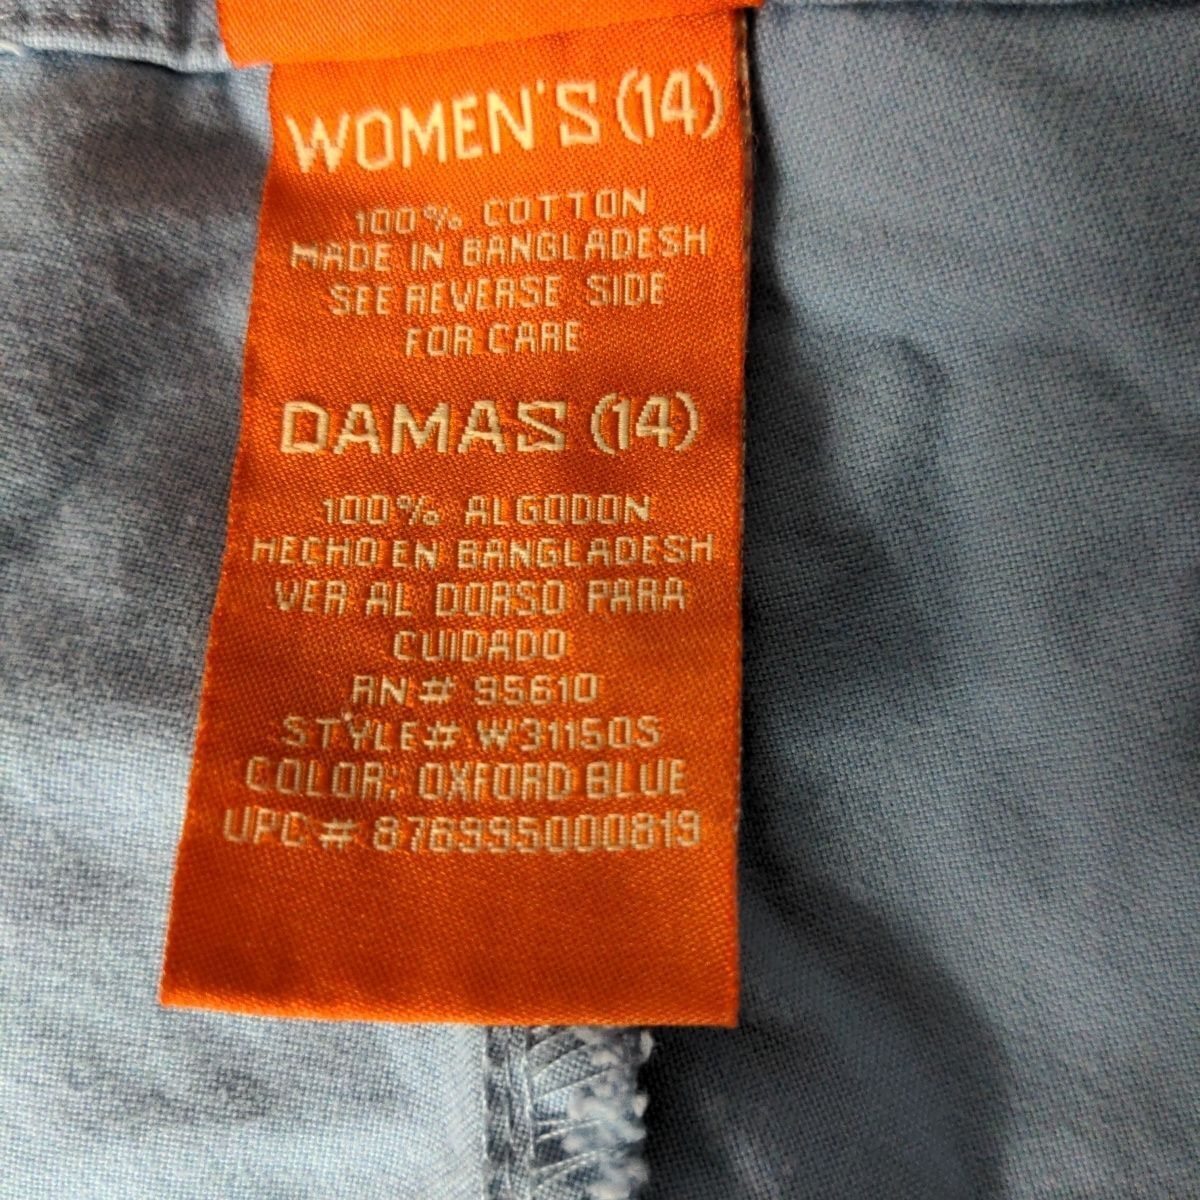 WOMEN'S (14)
100% COTTON
MADE IN BANGLADESH
SEE REVERSE SIDE
FOR CARE
DAMAS (14)
100% ALGODON
HECHO EN BANGLADESH
VER AL DORSO PARA
CUIDADO
RN# 95610
STYLE# W31150S
COLOR: OXFORD BLUE
UPC# 876995000819